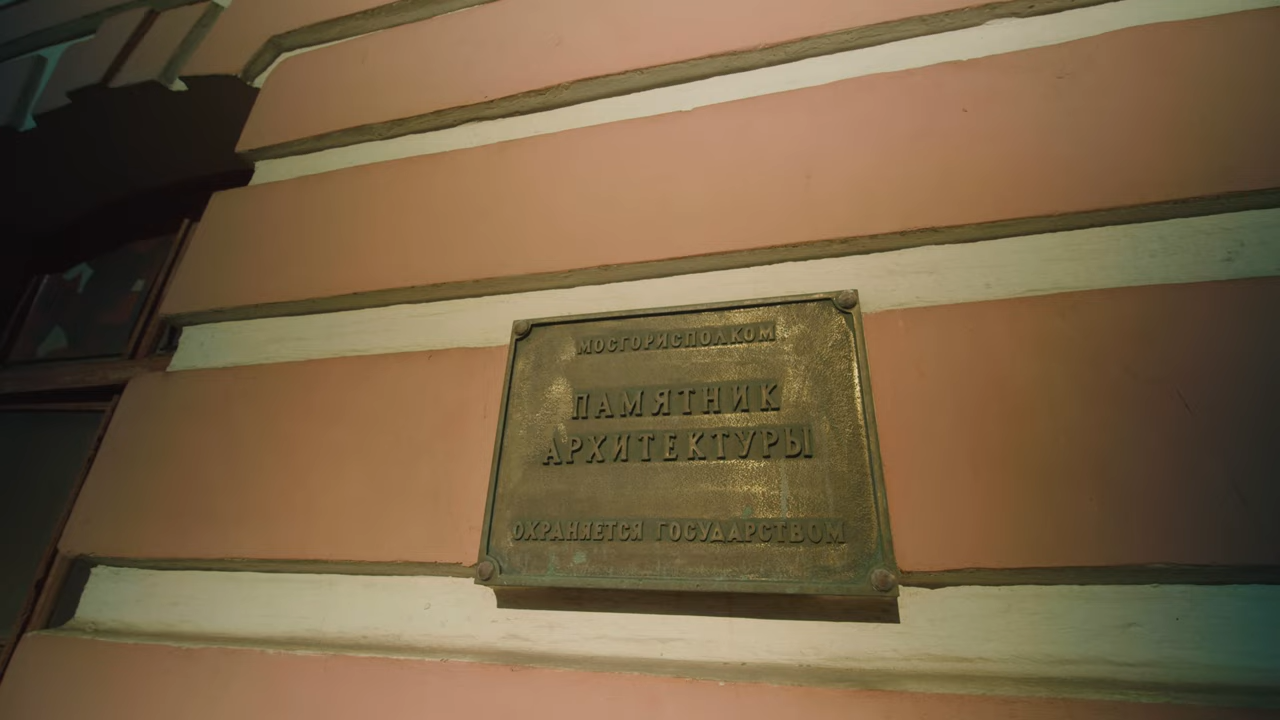 МОСГОРИСПОЛКОМ
ПАМЯТНИК
АРХИТЕКТУРЫ
ОХРАНЯЕТСЯ ГОСУДАРСТВОМ